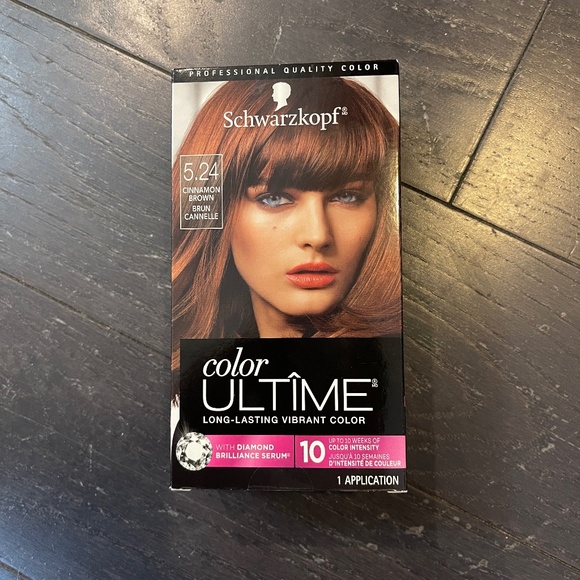 PROFESSIONAL QUALITY COLOR
Schwarzkopf
5.24
CINNAMON
BROWN
BRUN
CANNELLE
color
ULTÎME®
LONG-LASTING VIBRANT COLOR
WITH DIAMOND
BRILLIANCE SERUM®
10
UP TO 10 WEEKS OF
COLOR INTENSITY
JUSQU'À 10 SEMAINES
D'INTENSITÉ DE COULEUR
1 APPLICATION